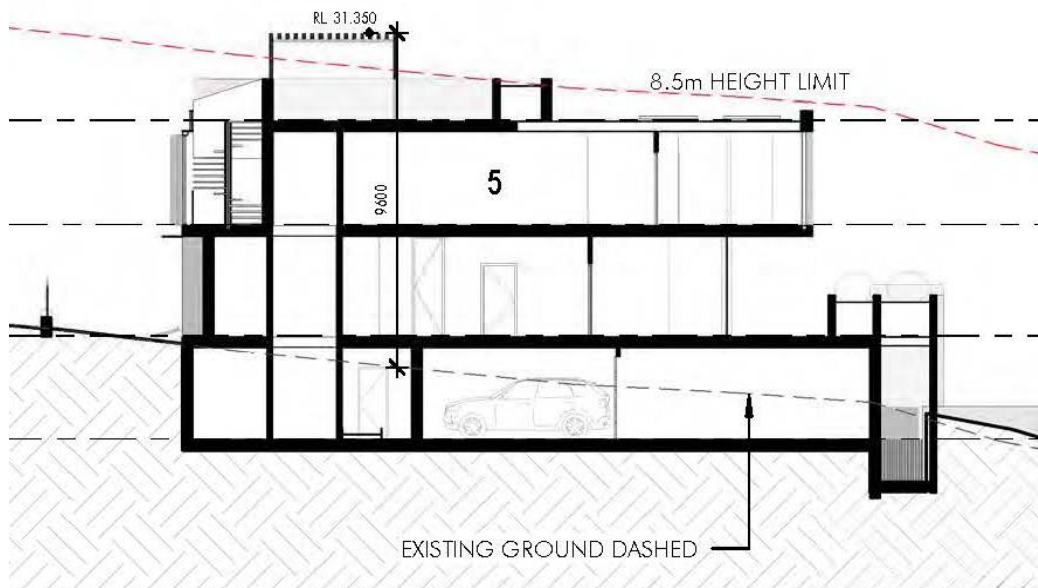 RL 31.350
8.5m HEIGHT LIMIT
5
9600
EXISTING GROUND DASHED